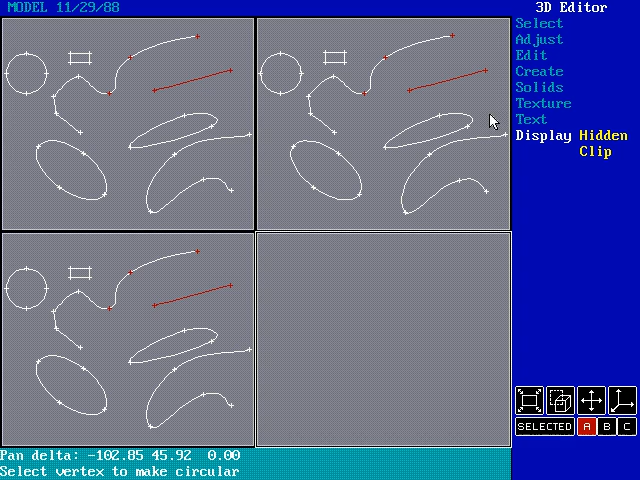 MODEL 11/29/88
3D Editor
Select
Adjust
Edit
Create
Solids
Texture
Text
Display Hidden
Clip
SELECTED A B C
Pan delta: -102.85 45.92 0.00
Select vertex to make circular